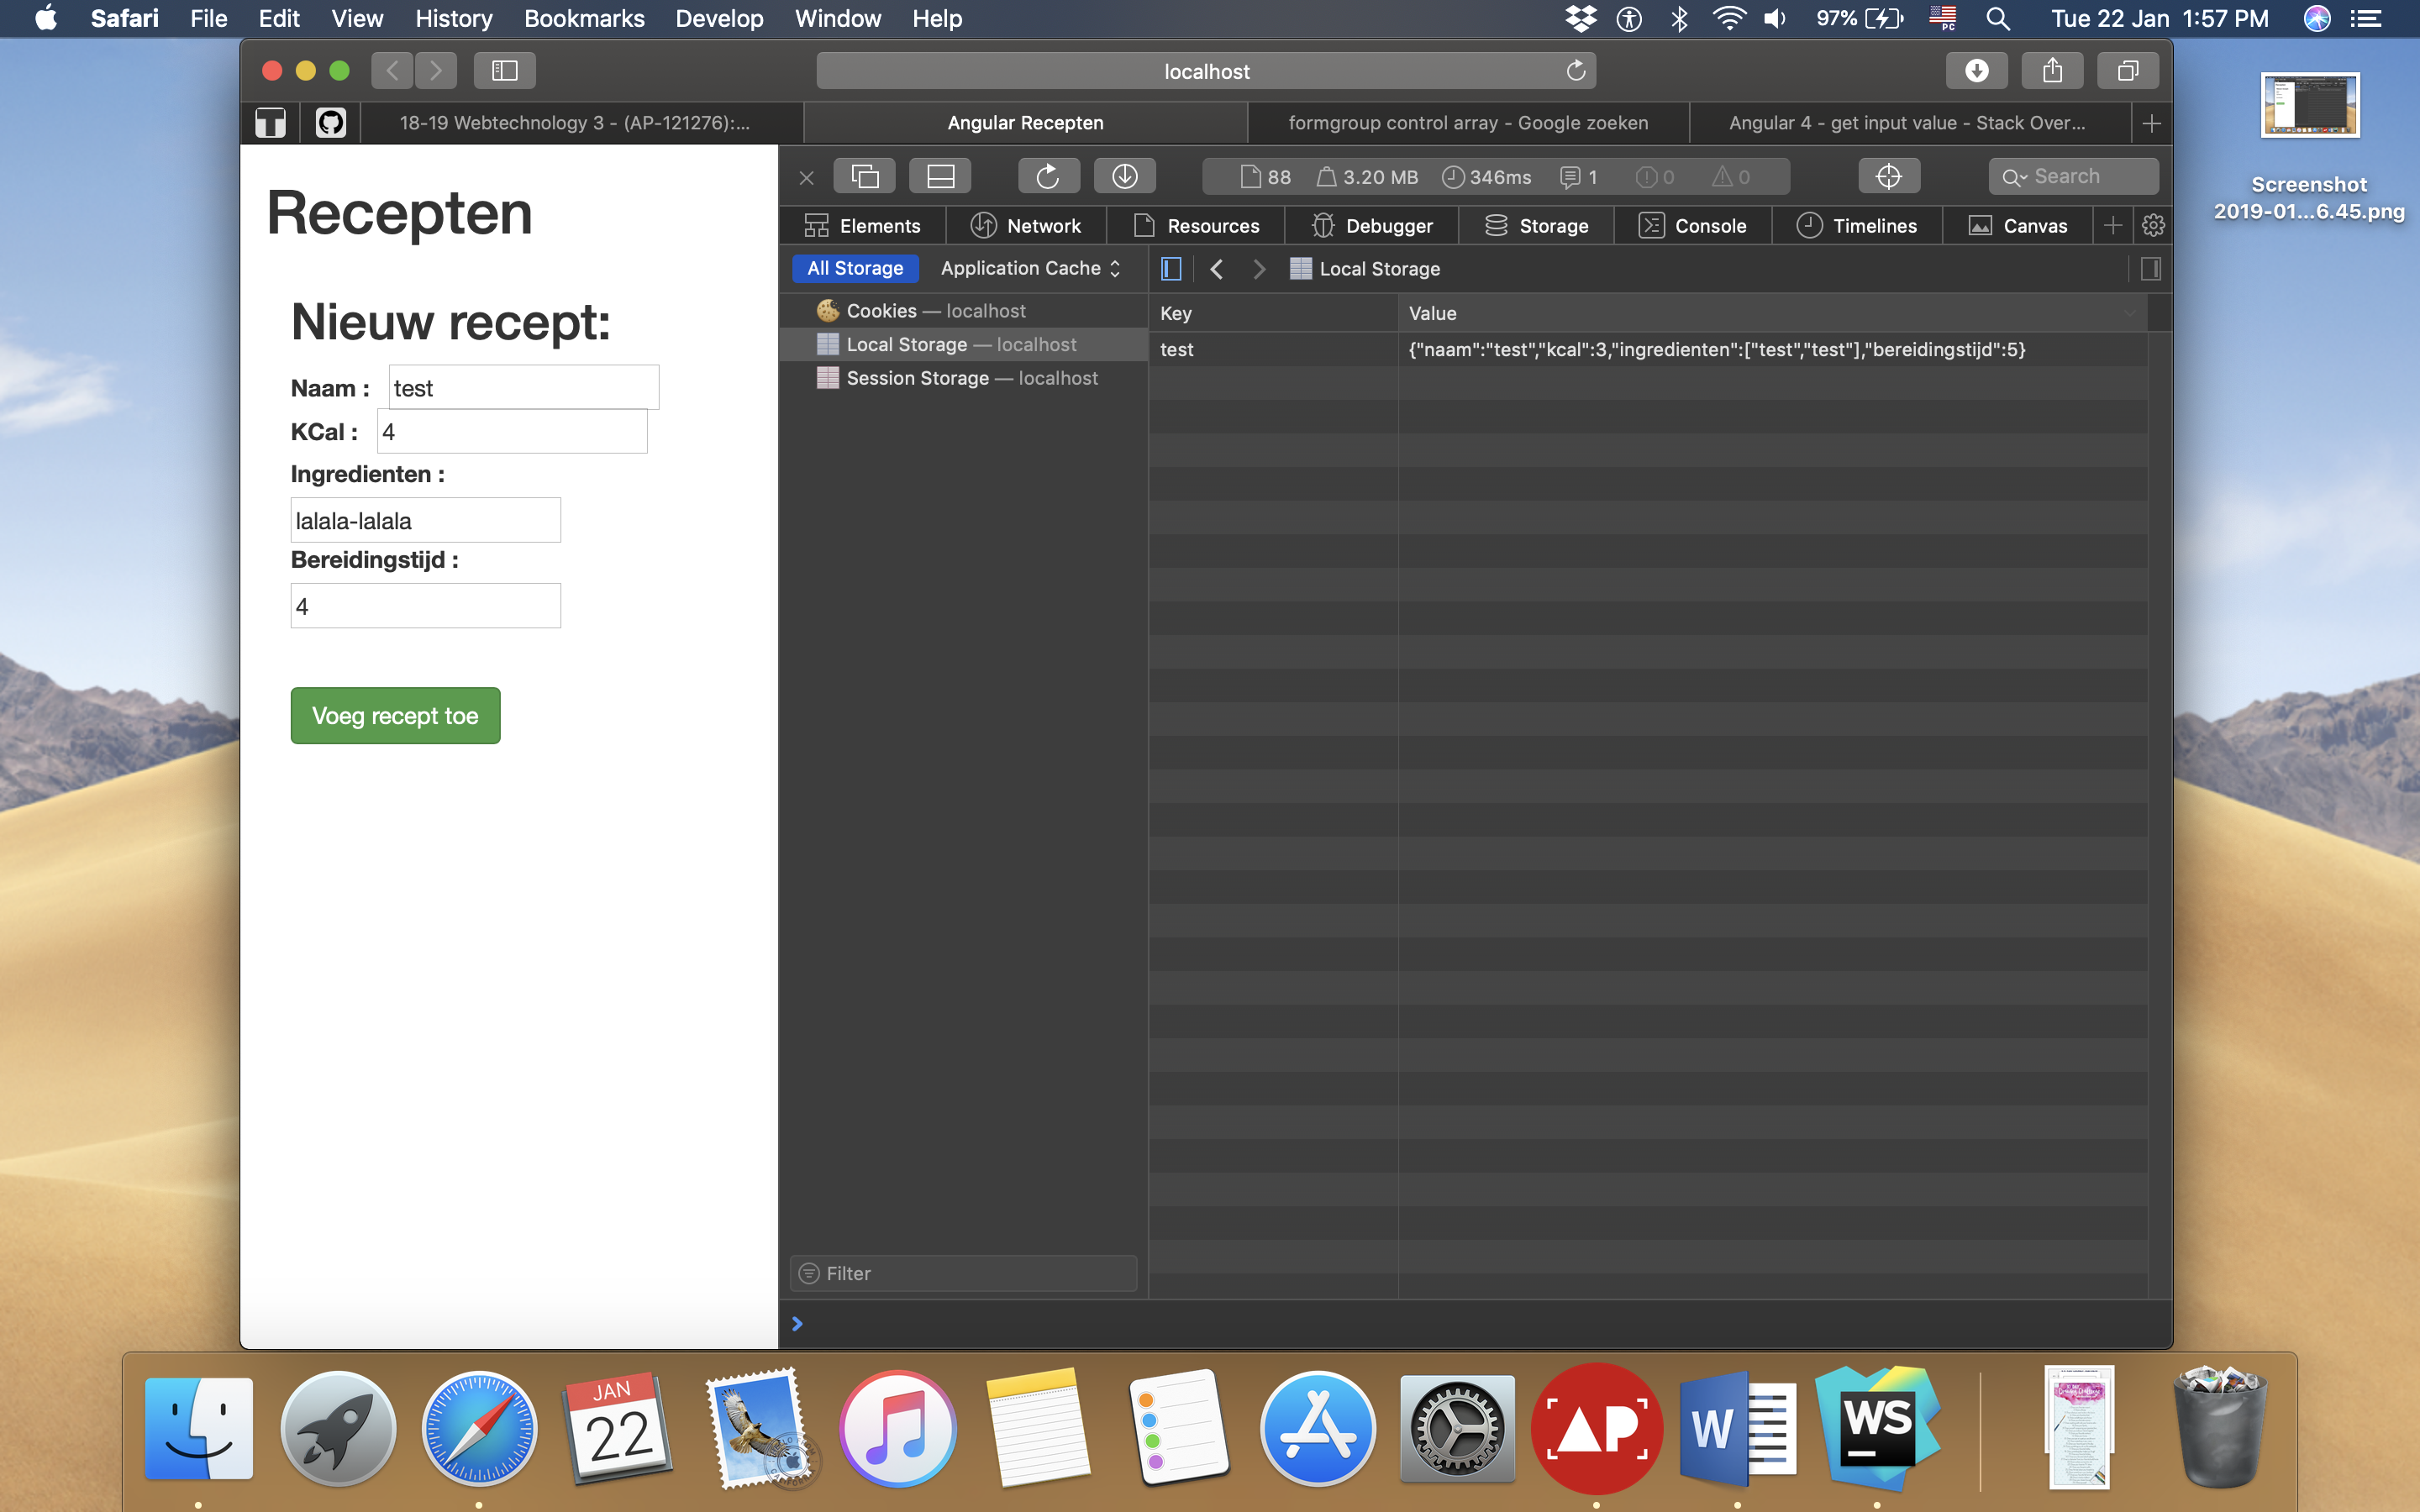 Safari File Edit View History Bookmarks Develop Window Help 97% PC Tue 22 Jan 1:57 PM
localhost
18-19 Webtechnology 3 - (AP-121276):... Angular Recepten formgroup control array - Google zoeken Angular 4 - get input value - Stack Over...
Screenshot
2019-01...6.45.png
88 3.20 MB 346ms 1 0 0 Search
Elements Network Resources Debugger Storage Console Timelines Canvas
All Storage Application Cache Local Storage
Cookies — localhost
Local Storage — localhost
Session Storage — localhost
Key Value
test {"naam":"test","kcal":3,"ingredienten":["test","test"],"bereidingstijd":5}
Recepten
Nieuw recept:
Naam : test
KCal : 4
Ingredienten :
lalala-lalala
Bereidingstijd :
4
Voeg recept toe
Filter
JAN
22
AP
W
WS